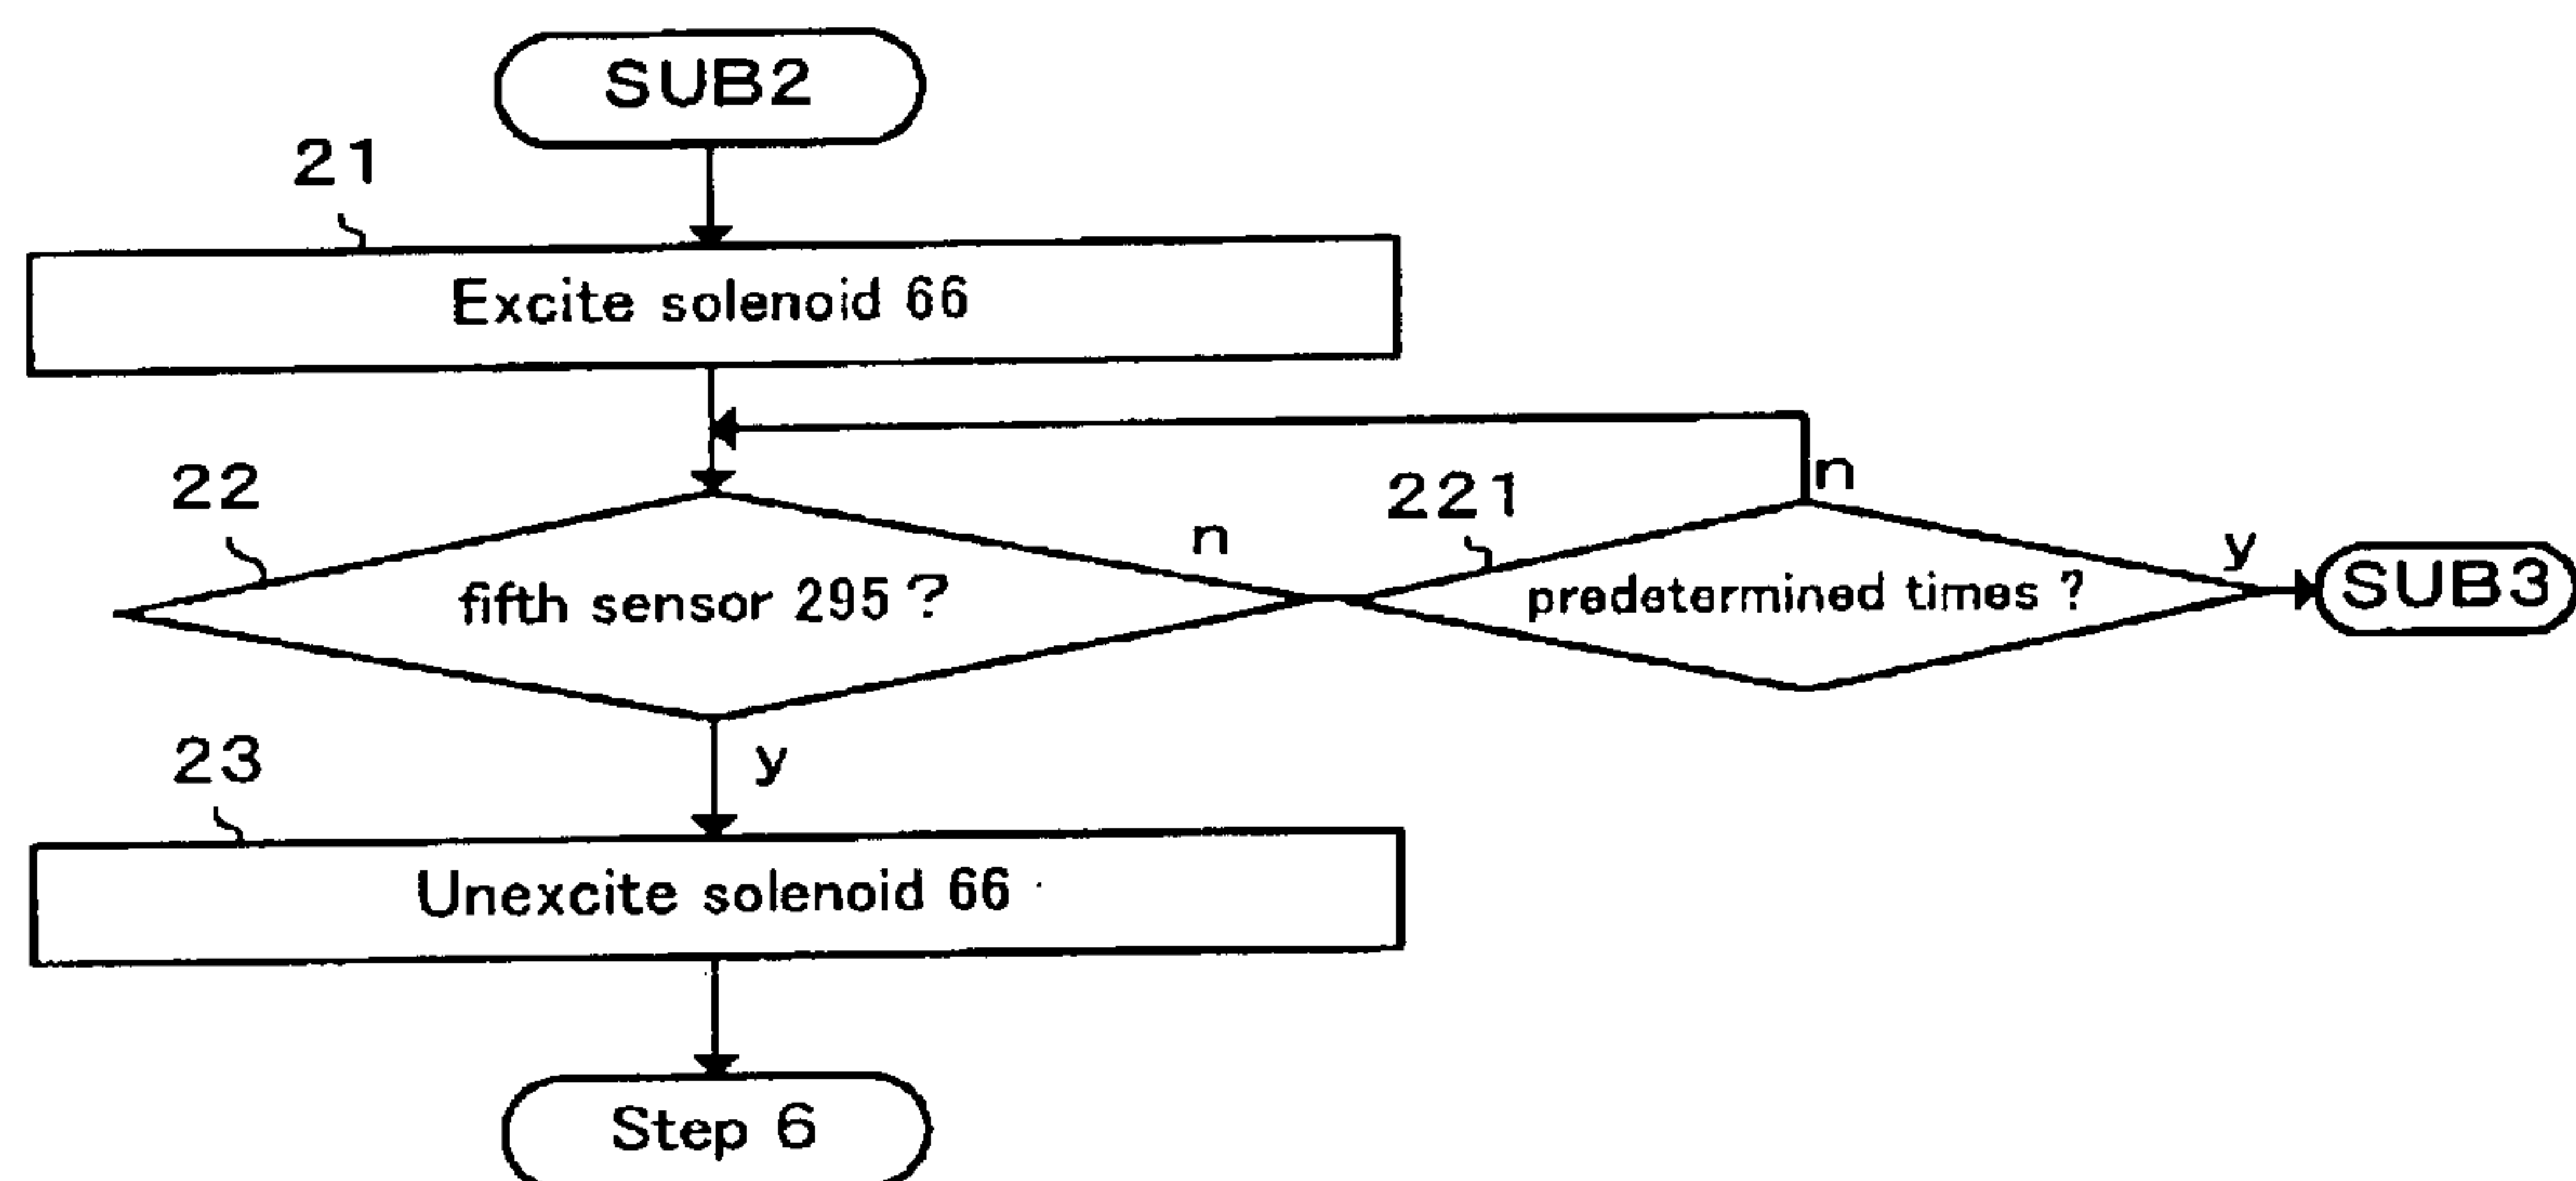 SUB2
21
Excite solenoid 66
n
22
221
n
y
fifth sensor 295 ?
predetermined times ?
SUB3
23
y
Unexcite solenoid 66
Step 6